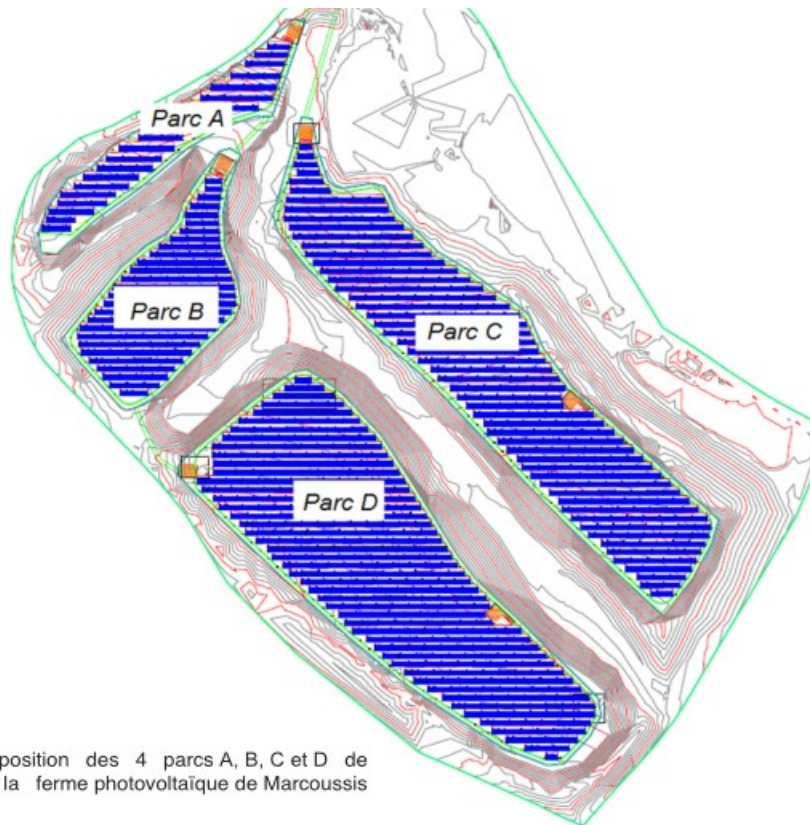 Parc A
Parc B
Parc C
Parc D
position des 4 parcs A, B, C et D de
la ferme photovoltaïque de Marcoussis